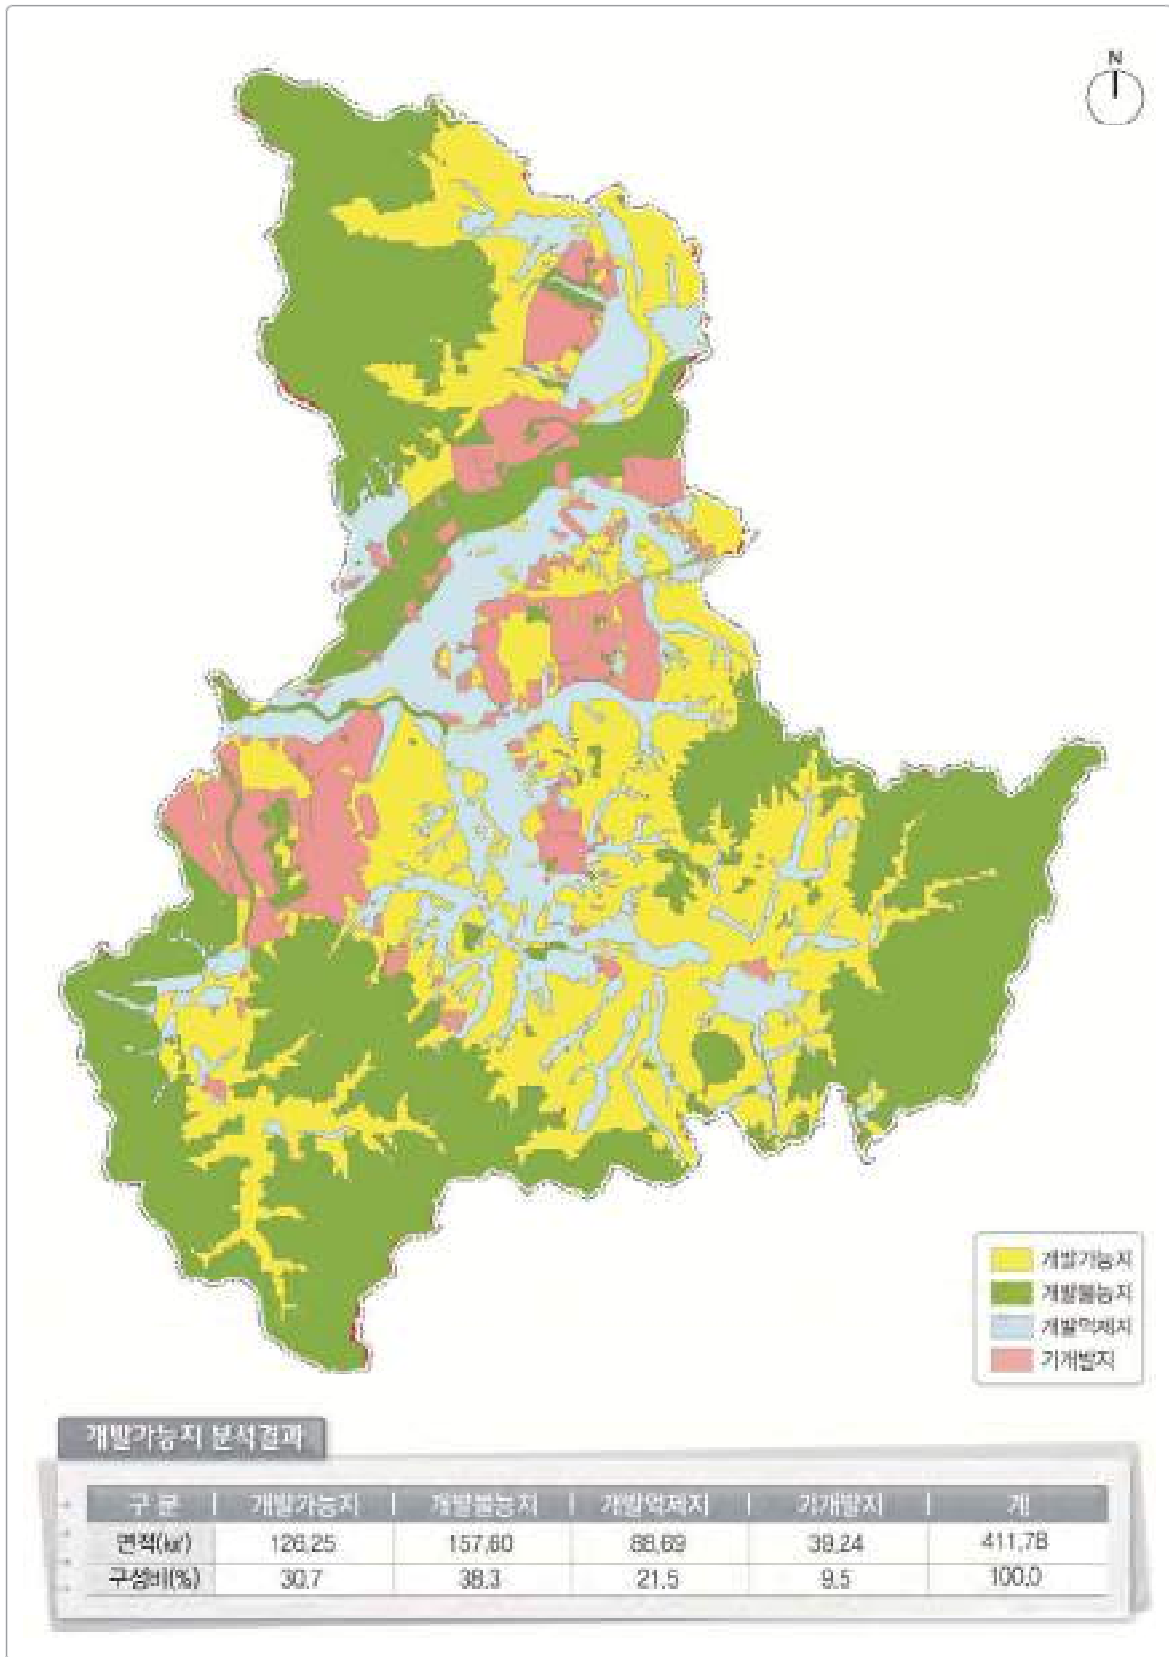 N
개발가능지
개발불능지
개발억제지
기개발지
개발가능지 분석결과
구 분 개발가능지 개발불능지 개발억제지 기개발지 계
면적(㎢) 126.25 157.60 88.69 39.24 411.78
구성비(%) 30.7 38.3 21.5 9.5 100.0